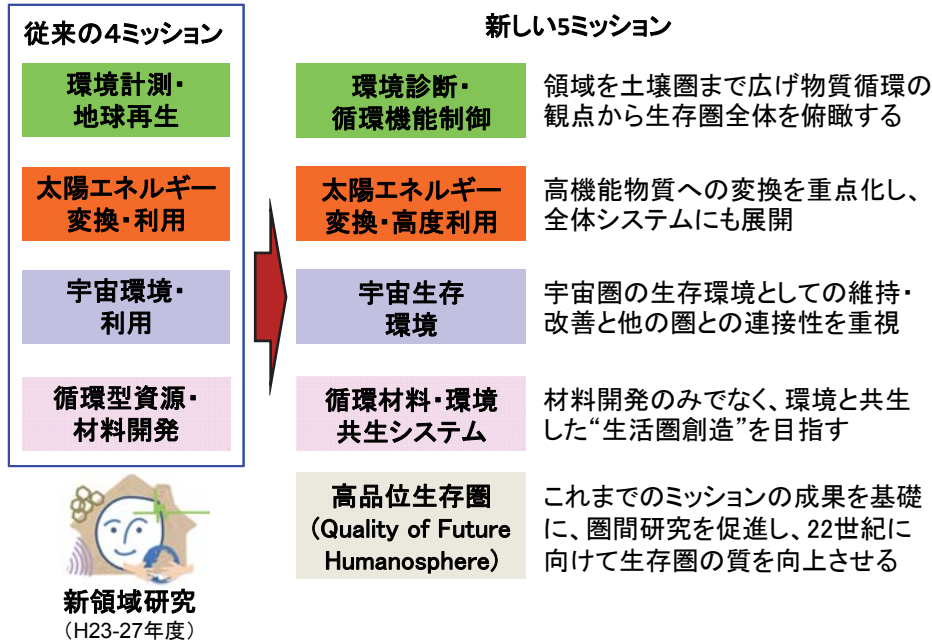 従来の4ミッション
環境計測・
地球再生
太陽エネルギー
変換・利用
宇宙環境・
利用
循環型資源・
材料開発
新領域研究
（H23-27年度）
新しい5ミッション
環境診断・
循環機能制御
領域を土壌圏まで広げ物質循環の
観点から生存圏全体を俯瞰する
太陽エネルギー
変換・高度利用
高機能物質への変換を重点化し、
全体システムにも展開
宇宙生存
環境
宇宙圏の生存環境としての維持・
改善と他の圏との連接性を重視
循環材料・環境
共生システム
材料開発のみでなく、環境と共生
した“生活圏創造”を目指す
高品位生存圏
(Quality of Future
Humanosphere)
これまでのミッションの成果を基礎
に、圏間研究を促進し、22世紀に
向けて生存圏の質を向上させる